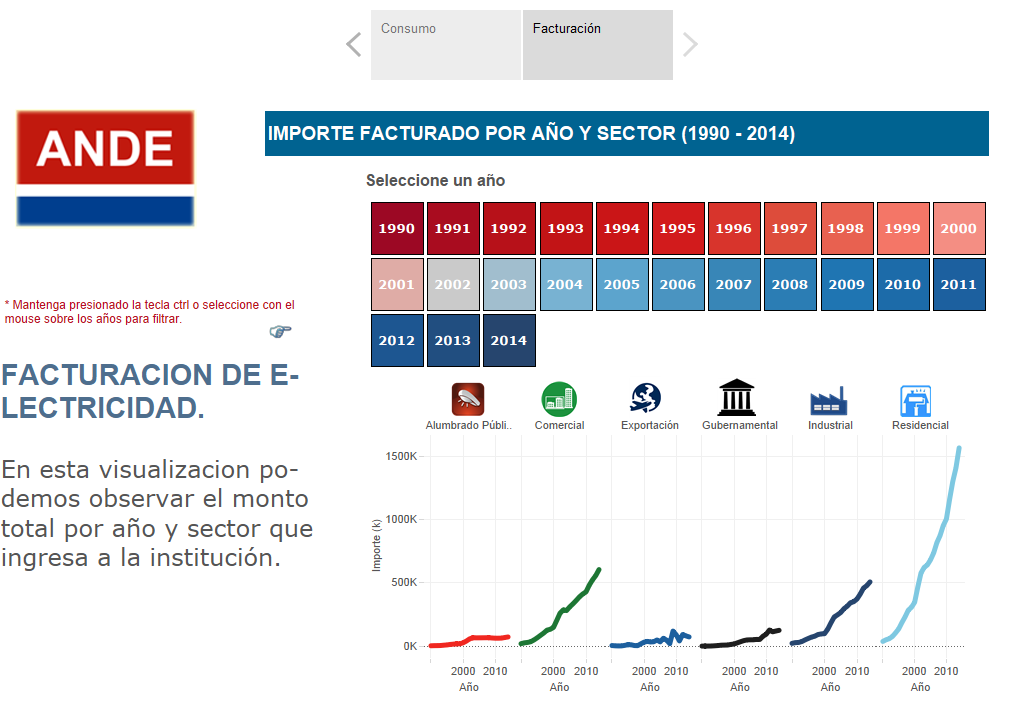 Consumo
Facturación
ANDE
IMPORTE FACTURADO POR AÑO Y SECTOR (1990 - 2014)
Seleccione un año
1990 1991 1992 1993 1994 1995 1996 1997 1998 1999 2000
2001 2002 2003 2004 2005 2006 2007 2008 2009 2010 2011
2012 2013 2014
* Mantenga presionado la tecla ctrl o seleccione con el
mouse sobre los años para filtrar.
FACTURACION DE E-
LECTRICIDAD.
En esta visualizacion po-
demos observar el monto
total por año y sector que
ingresa a la institución.
Alumbrado Públi.. Comercial Exportación Gubernamental Industrial Residencial
Importe (k)
1500K
1000K
500K
0K
2000 2010 2000 2010 2000 2010 2000 2010 2000 2010 2000 2010
Año Año Año Año Año Año